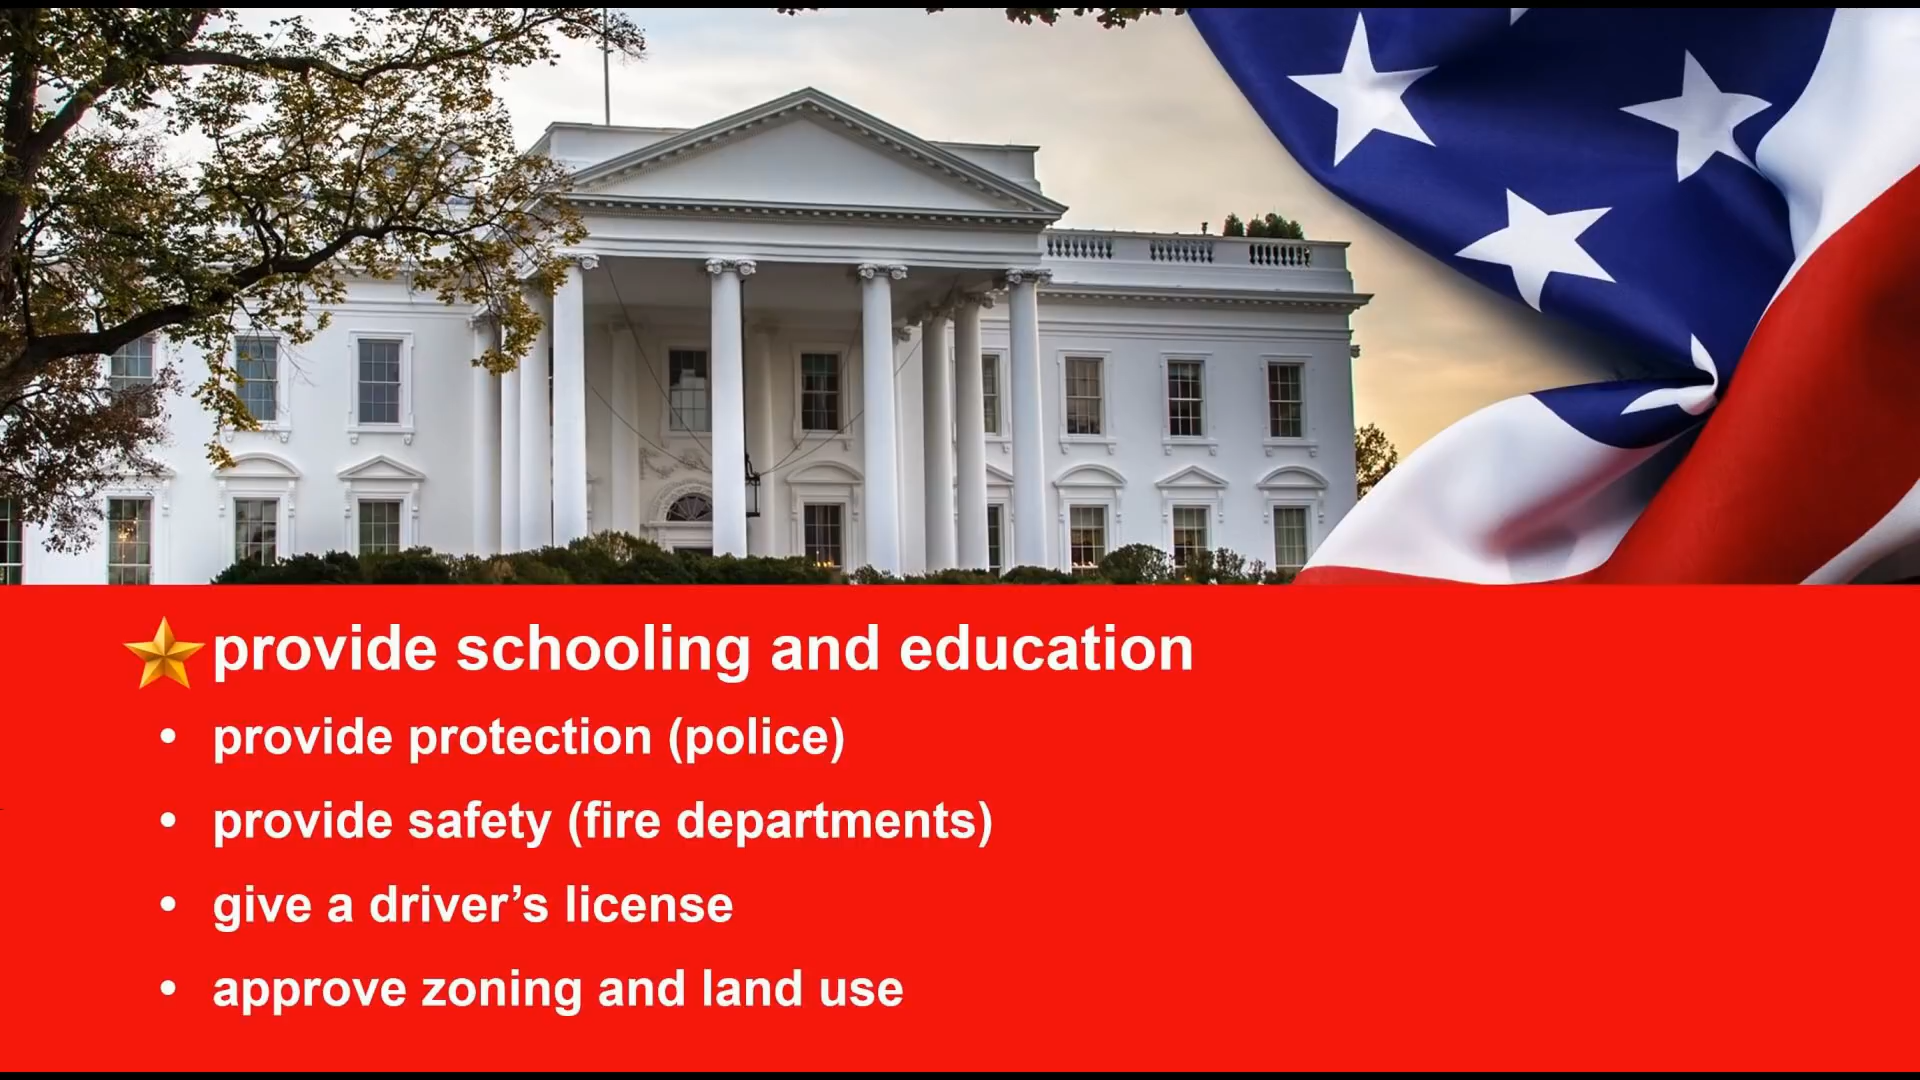 provide schooling and education
• provide protection (police)
• provide safety (fire departments)
• give a driver’s license
• approve zoning and land use